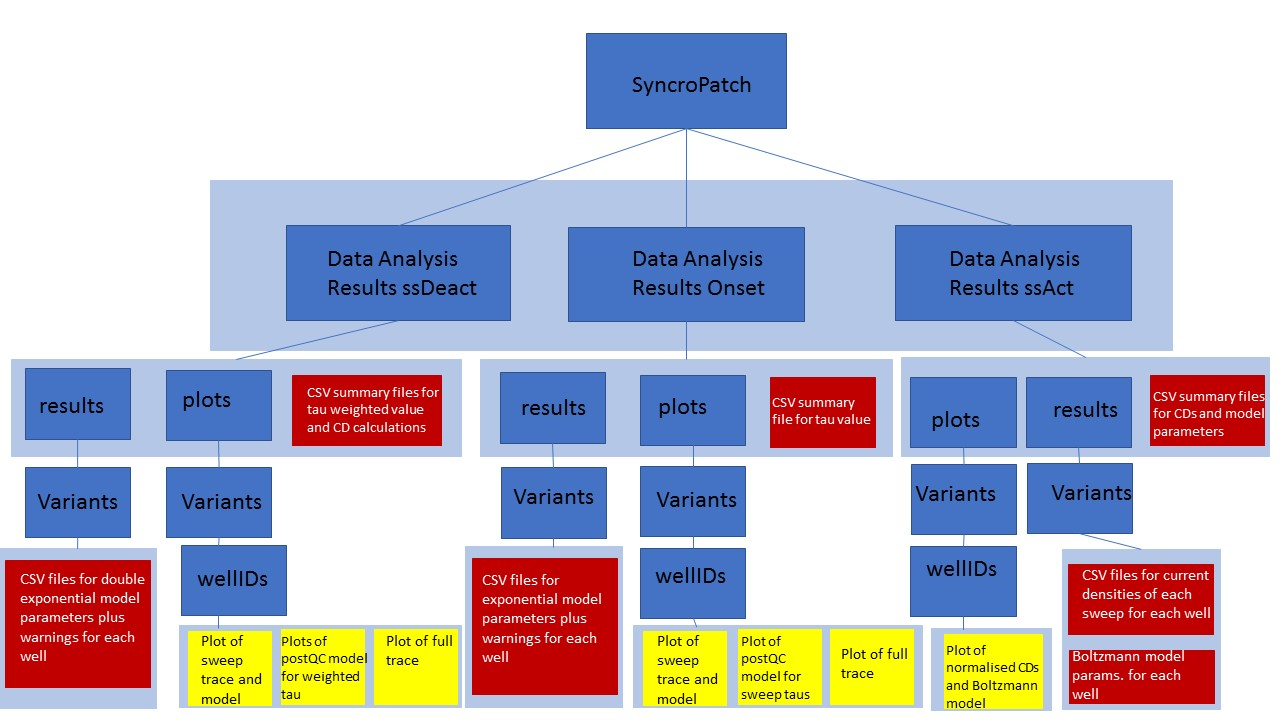 SyncroPatch
Data Analysis
Results ssDeact
Data Analysis
Results Onset
Data Analysis
Results ssAct
results
plots
CSV summary files for
tau weighted value
and CD calculations
results
plots
CSV summary
file for tau value
plots
results
CSV summary files
for CDs and model
parameters
Variants
Variants
Variants
Variants
Variants
Variants
CSV files for double
exponential model
parameters plus
warnings for each
well
wellIDs
CSV files for
exponential model
parameters plus
warnings for each
well
wellIDs
wellIDs
CSV files for current
densities of each
sweep for each well
Boltzmann model
params. for each
well
Plot of
sweep
trace and
model
Plots of
postQC model
for weighted
tau
Plot of full
trace
Plot of
sweep
trace and
model
Plot of
postQC
model for
sweep taus
Plot of full
trace
Plot of
normalised CDs
and Boltzmann
model